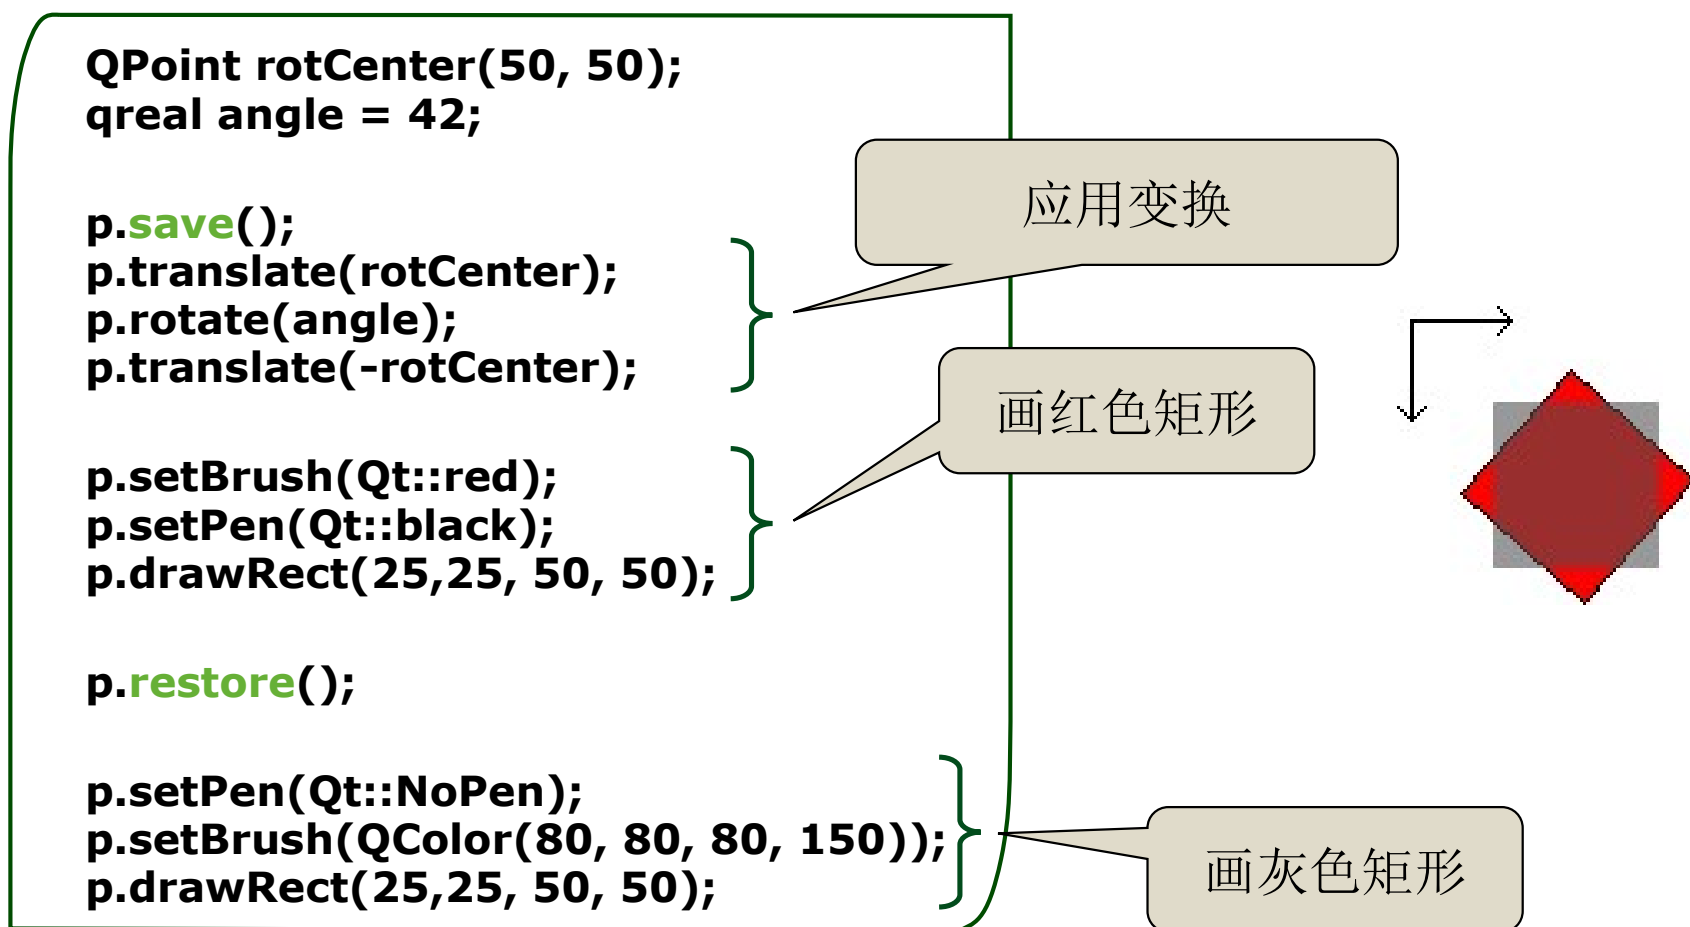 QPoint rotCenter(50, 50);
qreal angle = 42;
应用变换
p.save();
p.translate(rotCenter);
p.rotate(angle);
p.translate(-rotCenter);
画红色矩形
p.setBrush(Qt::red);
p.setPen(Qt::black);
p.drawRect(25,25, 50, 50);
p.restore();
p.setPen(Qt::NoPen);
p.setBrush(QColor(80, 80, 80, 150));
p.drawRect(25,25, 50, 50);
画灰色矩形